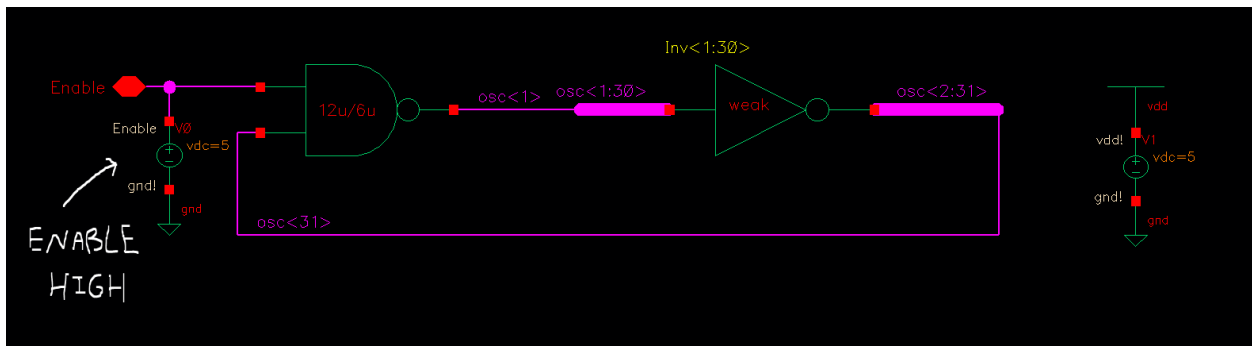 Inv<1:30>
Enable
osc<1>
osc<1:30>
osc<2:31>
12u/6u
weak
vdd
Enable
V0
vdc=5
vdd!
V1
vdc=5
gnd!
gnd!
gnd
gnd
osc<31>
ENABLE
HIGH